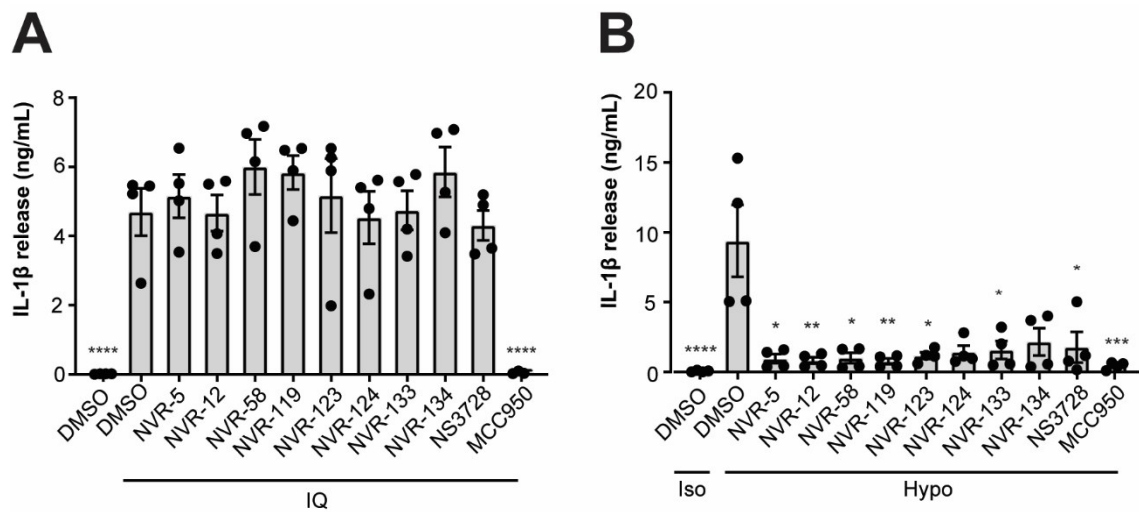 A
IL-1β release (ng/mL)
8
6
4
2
0
****
****
DMSO
DMSO
NVR-5
NVR-12
NVR-58
NVR-119
NVR-123
NVR-124
NVR-133
NVR-134
NS3728
MCC950
IQ
B
IL-1β release (ng/mL)
20
15
10
5
0
****
*
**
*
**
*
*
*
***
DMSO
DMSO
NVR-5
NVR-12
NVR-58
NVR-119
NVR-123
NVR-124
NVR-133
NVR-134
NS3728
MCC950
Iso
Hypo